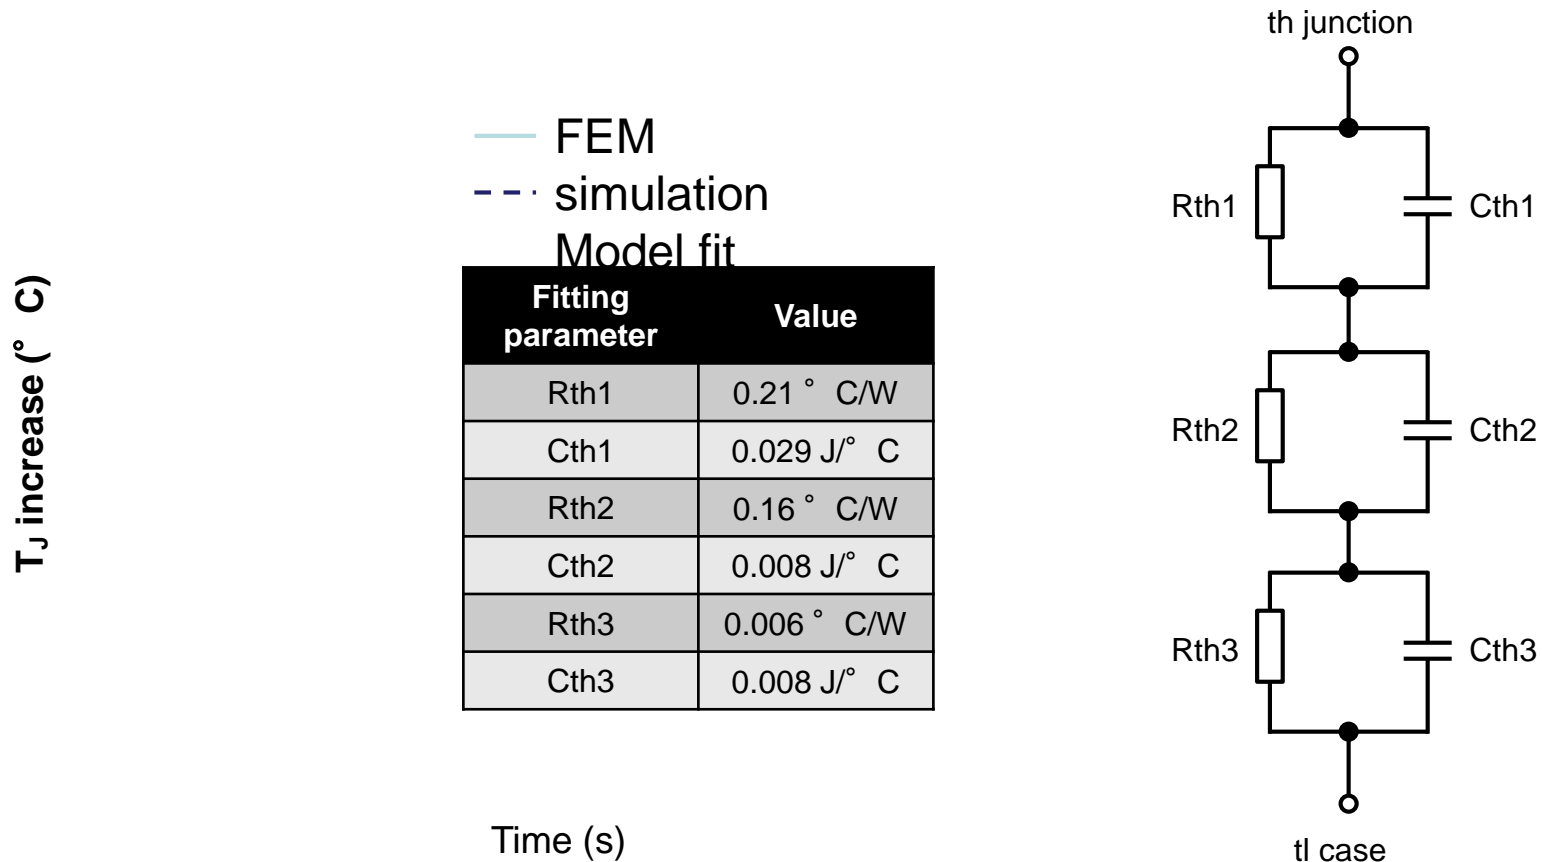 th junction
FEM
simulation
Model fit
Rth1
Cth1
Fitting
parameter
Value
TJ increase (° C)
Rth1
0.21 ° C/W
Cth1
0.029 J/° C
Rth2
Cth2
Rth2
0.16 ° C/W
Cth2
0.008 J/° C
Rth3
0.006 ° C/W
Rth3
Cth3
Cth3
0.008 J/° C
Time (s)
tl case